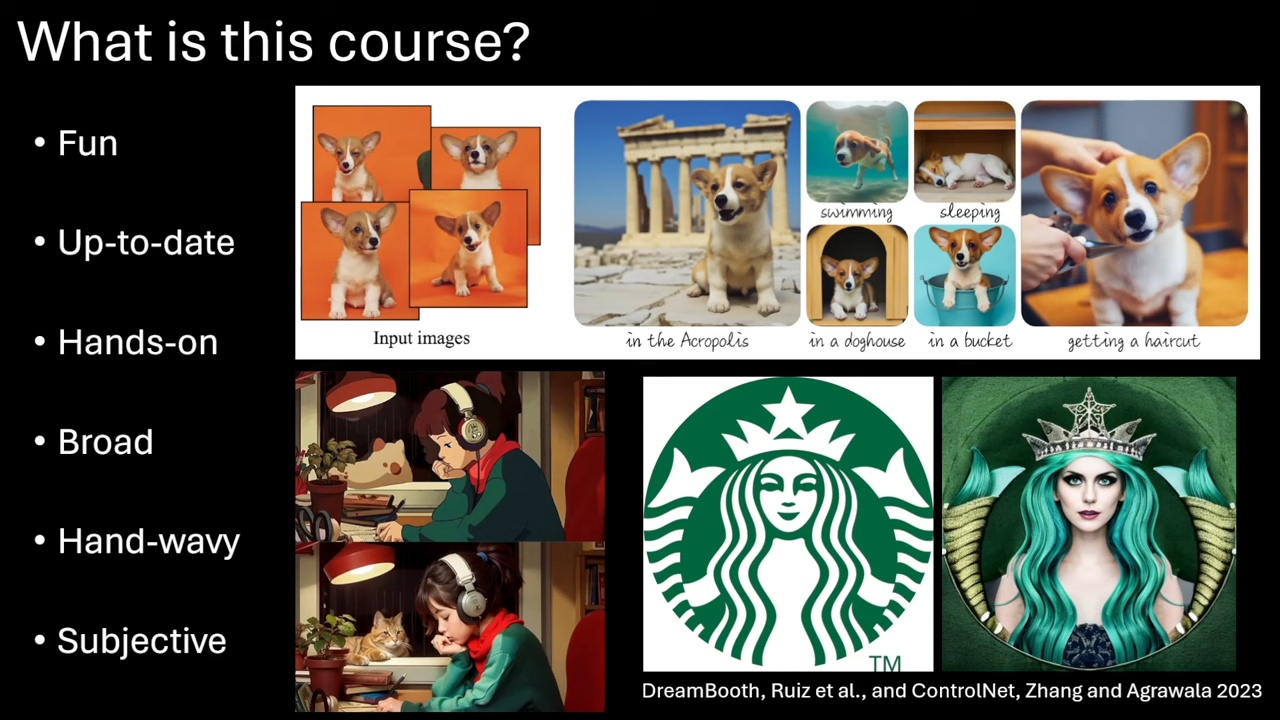 What is this course?
• Fun
• Up-to-date
• Hands-on
• Broad
• Hand-wavy
• Subjective
Input images
in the Acropolis
swimming
sleeping
in a doghouse
in a bucket
getting a haircut
TM
DreamBooth, Ruiz et al., and ControlNet, Zhang and Agrawala 2023